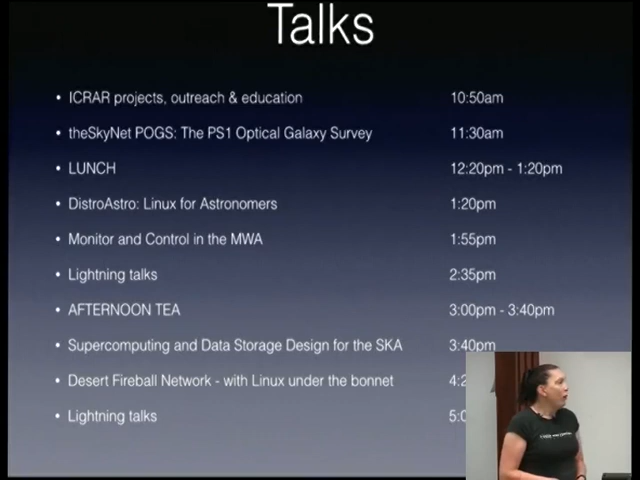 Talks
• ICRAR projects, outreach & education 10:50am
• theSkyNet POGS: The PS1 Optical Galaxy Survey 11:30am
• LUNCH 12:20pm - 1:20pm
• DistroAstro: Linux for Astronomers 1:20pm
• Monitor and Control in the MWA 1:55pm
• Lightning talks 2:35pm
• AFTERNOON TEA 3:00pm - 3:40pm
• Supercomputing and Data Storage Design for the SKA 3:40pm
• Desert Fireball Network - with Linux under the bonnet
• Lightning talks